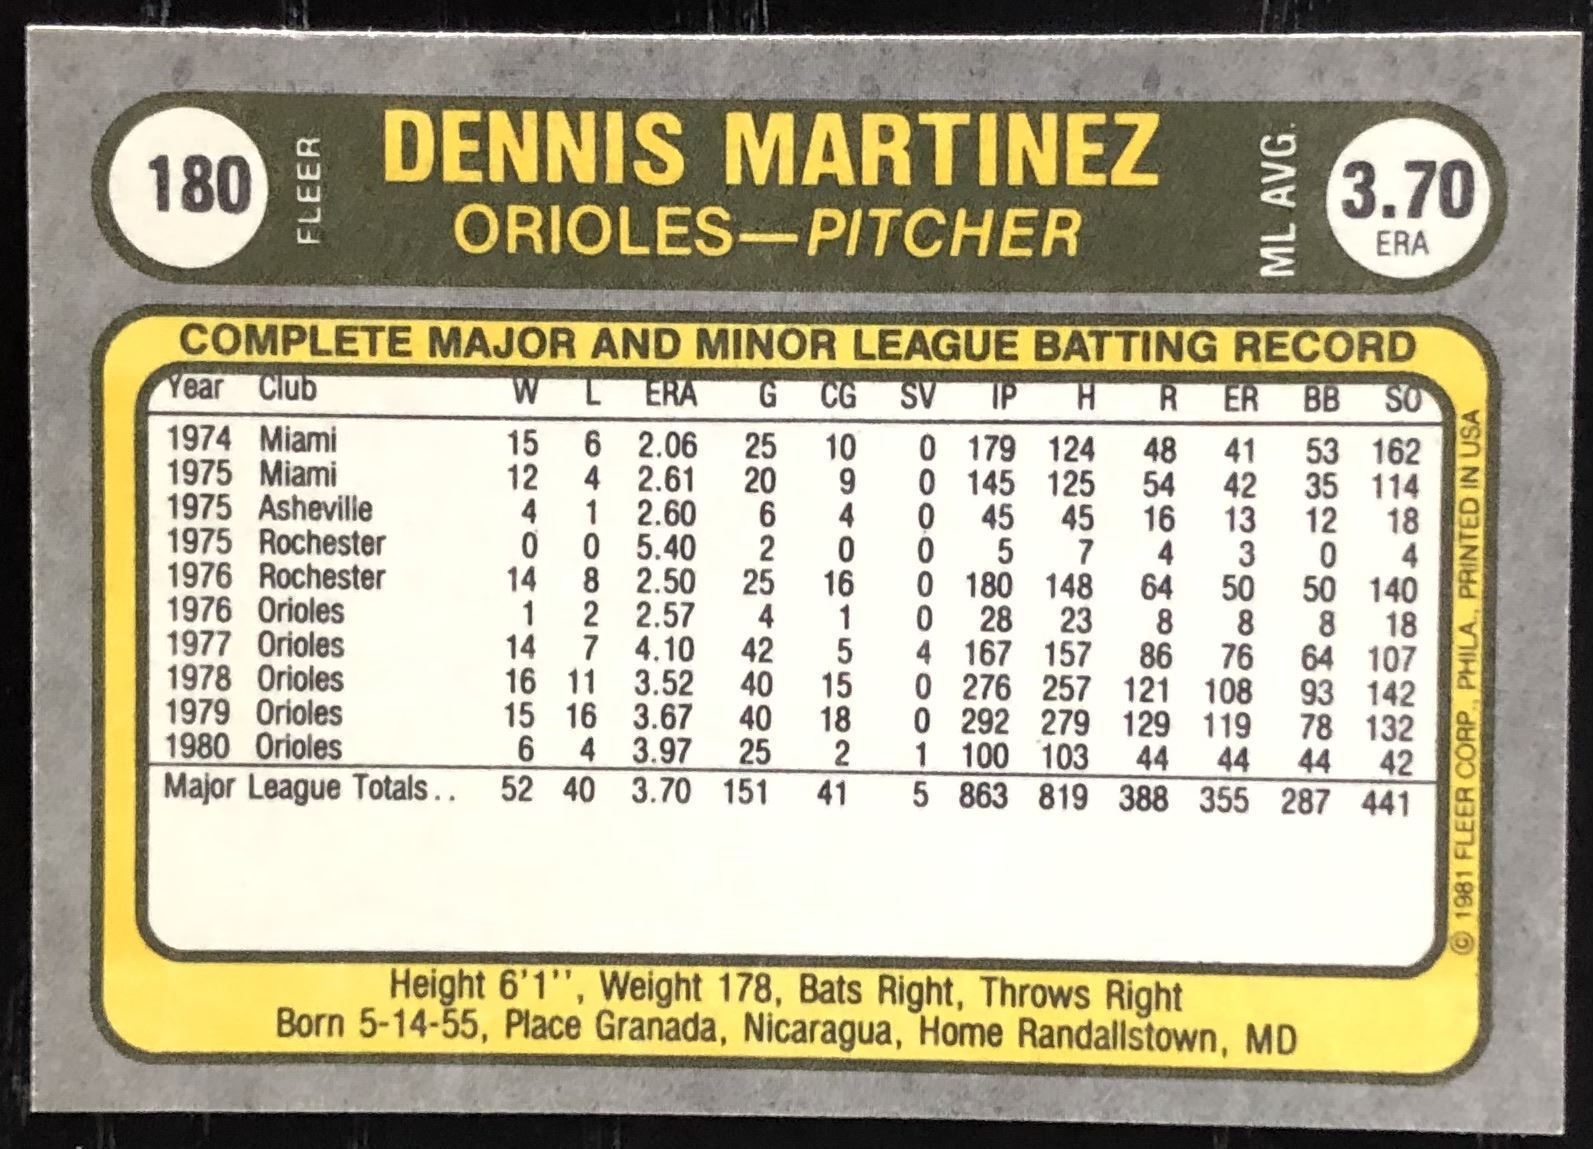 180 FLEER DENNIS MARTINEZ ML AVG. 3.70
ORIOLES—PITCHER ERA
COMPLETE MAJOR AND MINOR LEAGUE BATTING RECORD
Year Club W L ERA G CG SV IP H R ER BB SO
1974 Miami 15 6 2.06 25 10 0 179 124 48 41 53 162
1975 Miami 12 4 2.61 20 9 0 145 125 54 42 35 114
1975 Asheville 4 1 2.60 6 4 0 45 45 16 13 12 18
1975 Rochester 0 0 5.40 2 0 0 5 7 4 3 0 4
1976 Rochester 14 8 2.50 25 16 0 180 148 64 50 50 140
1976 Orioles 1 2 2.57 4 1 0 28 23 8 8 8 18
1977 Orioles 14 7 4.10 42 5 4 167 157 86 76 64 107
1978 Orioles 16 11 3.52 40 15 0 276 257 121 108 93 142
1979 Orioles 15 16 3.67 40 18 0 292 279 129 119 78 132
1980 Orioles 6 4 3.97 25 2 1 100 103 44 44 44 42
Major League Totals.. 52 40 3.70 151 41 5 863 819 388 355 287 441
Height 6'1'', Weight 178, Bats Right, Throws Right
Born 5-14-55, Place Granada, Nicaragua, Home Randallstown, MD
© 1981 FLEER CORP., PHILA., PRINTED IN USA